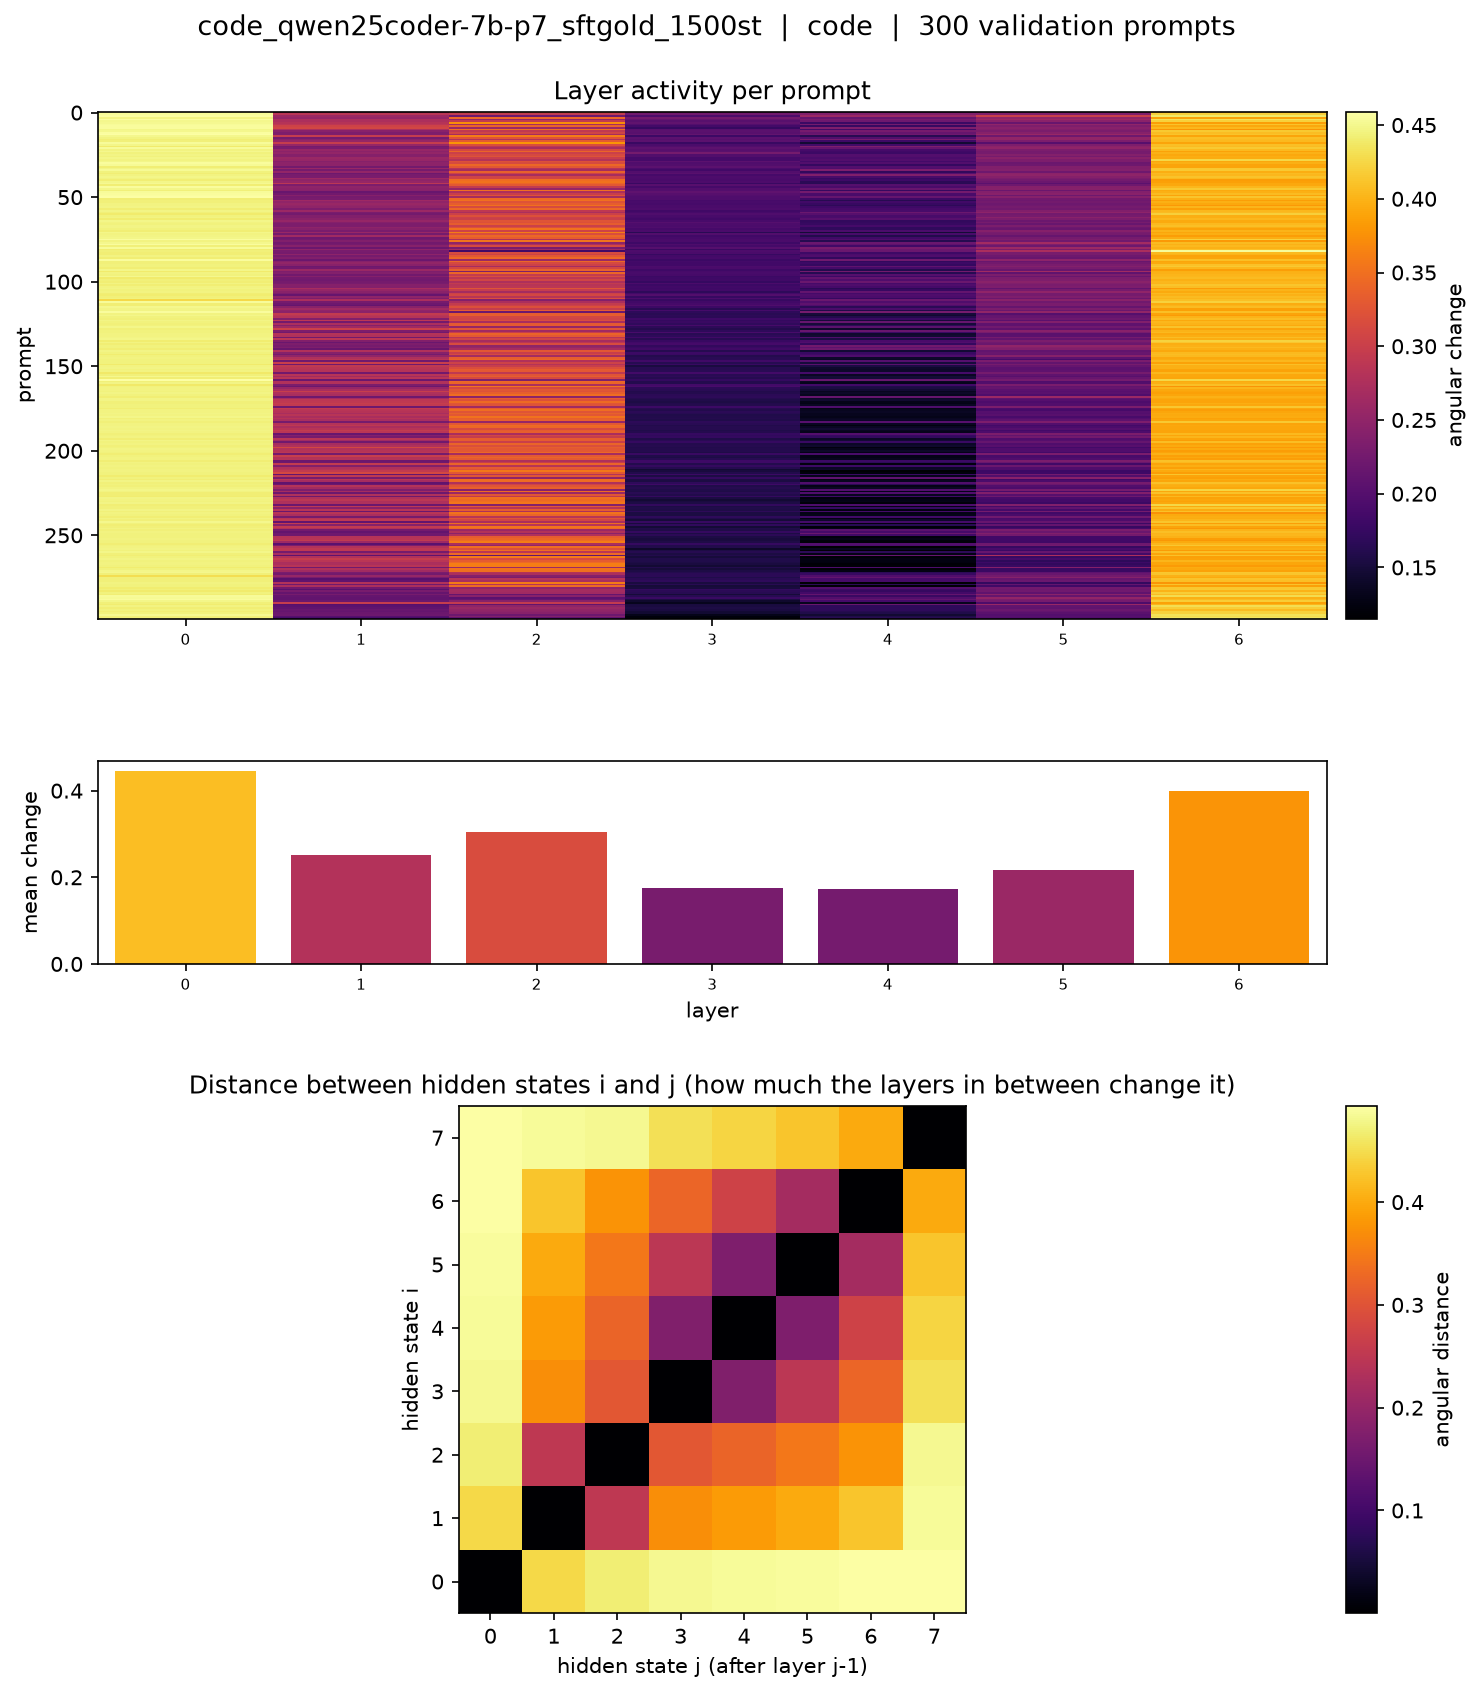 code_qwen25coder-7b-p7_sftgold_1500st | code | 300 validation prompts
Layer activity per prompt
prompt
0
50
100
150
200
250
0 1 2 3 4 5 6
0.45
0.40
0.35
0.30
0.25
0.20
0.15
angular change
mean change
0.4
0.2
0.0
0 1 2 3 4 5 6
layer
Distance between hidden states i and j (how much the layers in between change it)
hidden state i
7
6
5
4
3
2
1
0
0 1 2 3 4 5 6 7
hidden state j (after layer j-1)
0.4
0.3
0.2
0.1
angular distance